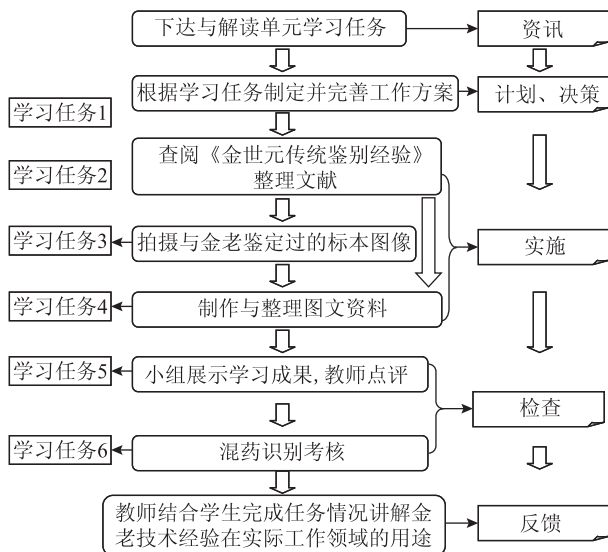 下达与解读单元学习任务
资讯
根据学习任务制定并完善工作方案
计划、决策
学习任务1
查阅《金世元传统鉴别经验》
整理文献
学习任务2
学习任务3
拍摄与金老鉴定过的标本图像
实施
学习任务4
制作与整理图文资料
学习任务5
小组展示学习成果,教师点评
检查
学习任务6
混药识别考核
教师结合学生完成任务情况讲解金
老技术经验在实际工作领域的用途
反馈